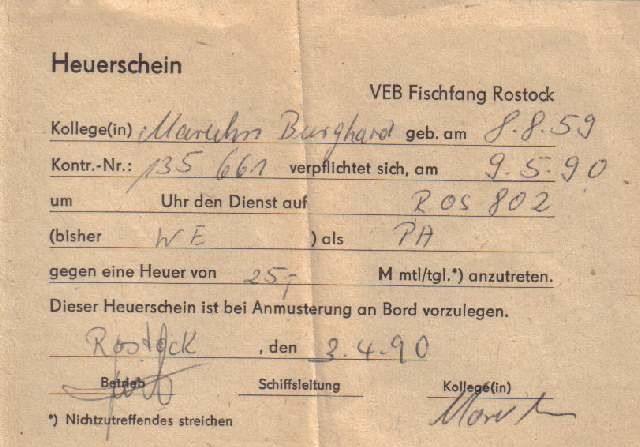 Heuerschein
VEB Fischfang Rostock
Kollege(in) Maruhn Burghard geb. am 8.8.59
Kontr.-Nr.: 135 661 verpflichtet sich, am 9.5.90
um Uhr den Dienst auf ROS 802
(bisher WE ) als PA
gegen eine Heuer von 25,- M mtl/tgl.*) anzutreten.
Dieser Heuerschein ist bei Anmusterung an Bord vorzulegen.
Rostock , den 3.4.90
Betrieb Schiffsleitung Kollege(in)
*) Nichtzutreffendes streichen